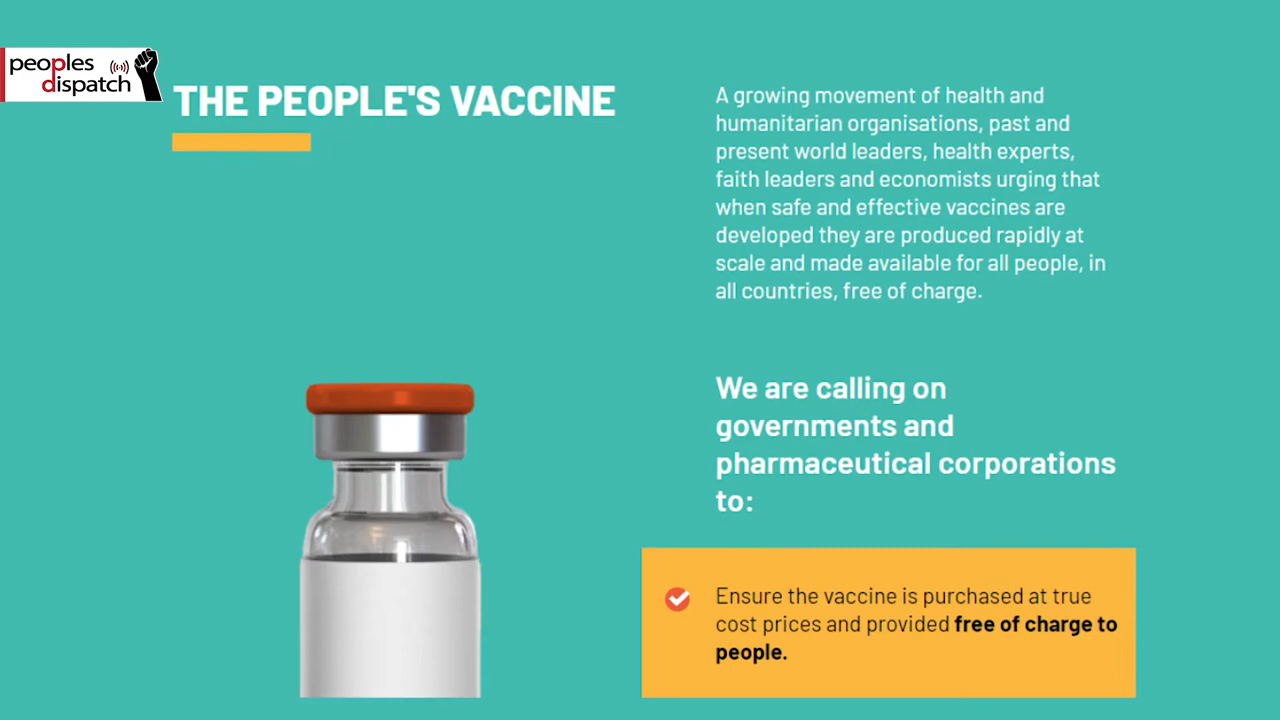 peoples
dispatch
THE PEOPLE'S VACCINE
A growing movement of health and
humanitarian organisations, past and
present world leaders, health experts,
faith leaders and economists urging that
when safe and effective vaccines are
developed they are produced rapidly at
scale and made available for all people, in
all countries, free of charge.
We are calling on
governments and
pharmaceutical corporations
to:
Ensure the vaccine is purchased at true
cost prices and provided free of charge to
people.